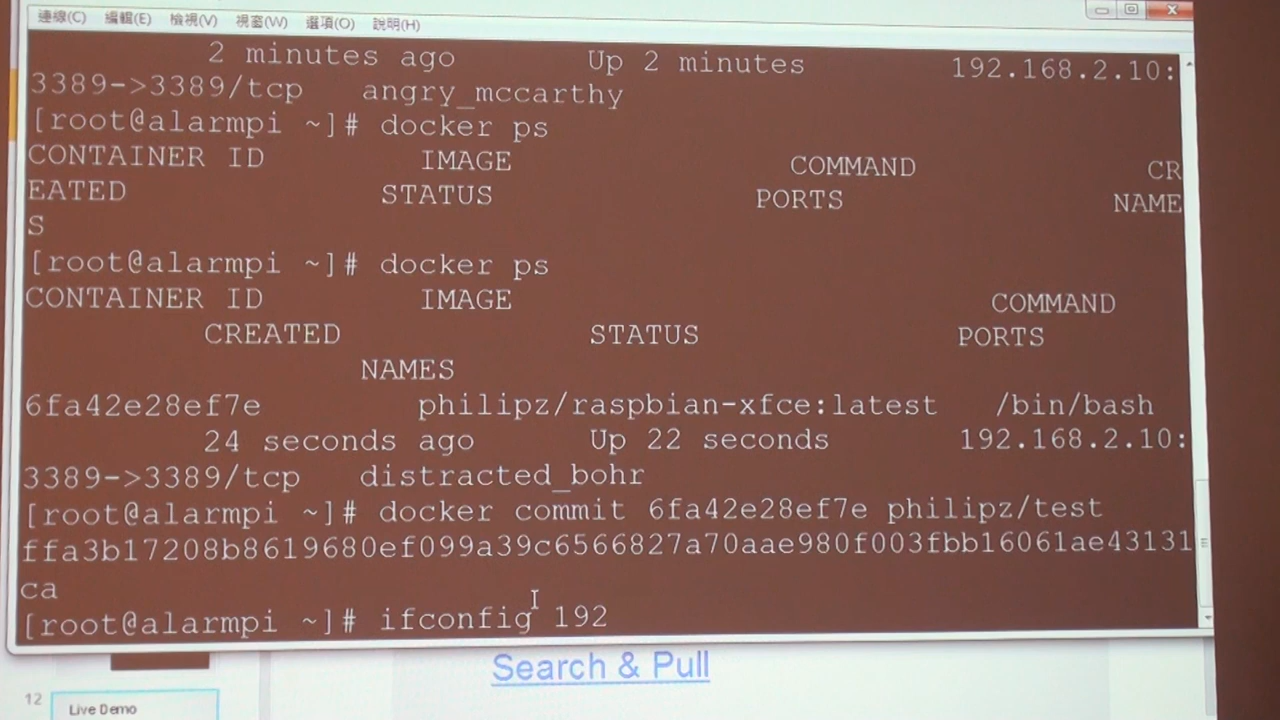 連線(C) 編輯(E) 檢視(V) 視窗(W) 選項(O) 說明(H)
2 minutes ago Up 2 minutes 192.168.2.10:
3389->3389/tcp angry_mccarthy
[root@alarmpi ~]# docker ps
CONTAINER ID IMAGE COMMAND CR
EATED STATUS PORTS NAME
S
[root@alarmpi ~]# docker ps
CONTAINER ID IMAGE COMMAND
CREATED STATUS PORTS
NAMES
6fa42e28ef7e philipz/raspbian-xfce:latest /bin/bash
24 seconds ago Up 22 seconds 192.168.2.10:
3389->3389/tcp distracted_bohr
[root@alarmpi ~]# docker commit 6fa42e28ef7e philipz/test
ffa3b17208b8619680ef099a39c6566827a70aae980f003fbb16061ae43131
ca
[root@alarmpi ~]# ifconfig 192
Search & Pull
12
Live Demo